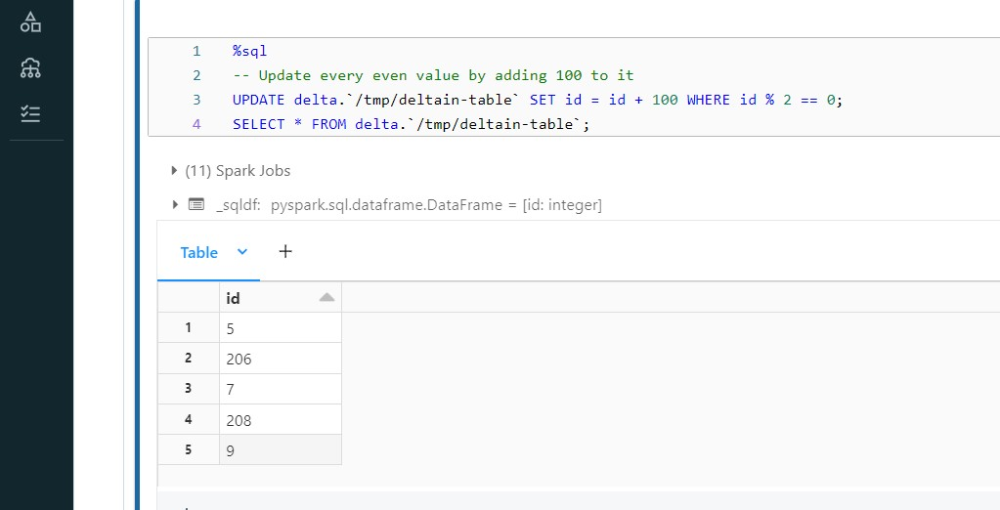 1 %sql
2 -- Update every even value by adding 100 to it
3 UPDATE delta.`/tmp/deltain-table` SET id = id + 100 WHERE id % 2 == 0;
4 SELECT * FROM delta.`/tmp/deltain-table`;
(11) Spark Jobs
_sqldf: pyspark.sql.dataframe.DataFrame = [id: integer]
Table +
id
1 5
2 206
3 7
4 208
5 9